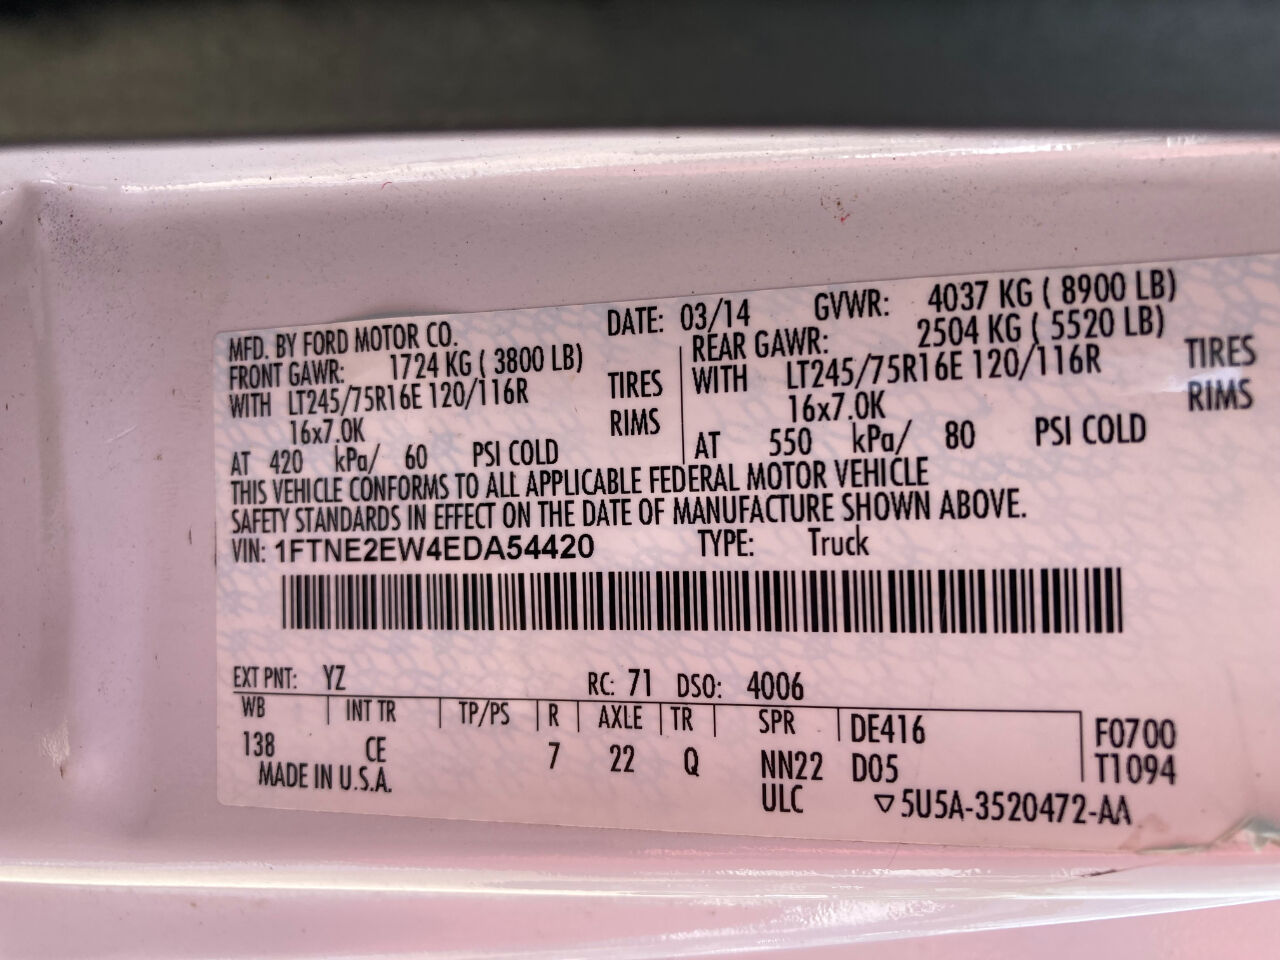 MFD. BY FORD MOTOR CO. DATE: 03/14 GVWR: 4037 KG ( 8900 LB)
FRONT GAWR: 1724 KG ( 3800 LB) REAR GAWR: 2504 KG ( 5520 LB)
WITH LT245/75R16E 120/116R TIRES WITH LT245/75R16E 120/116R TIRES
16x7.0K RIMS 16x7.0K RIMS
AT 420 kPa/ 60 PSI COLD AT 550 kPa/ 80 PSI COLD
THIS VEHICLE CONFORMS TO ALL APPLICABLE FEDERAL MOTOR VEHICLE
SAFETY STANDARDS IN EFFECT ON THE DATE OF MANUFACTURE SHOWN ABOVE.
VIN: 1FTNE2EW4EDA54420 TYPE: Truck
EXT PNT: YZ RC: 71 DSO: 4006
WB INT TR TP/PS R AXLE TR SPR DE416 F0700
138 CE 7 22 Q NN22 D05 T1094
MADE IN U.S.A. ULC ▽5U5A-3520472-AA